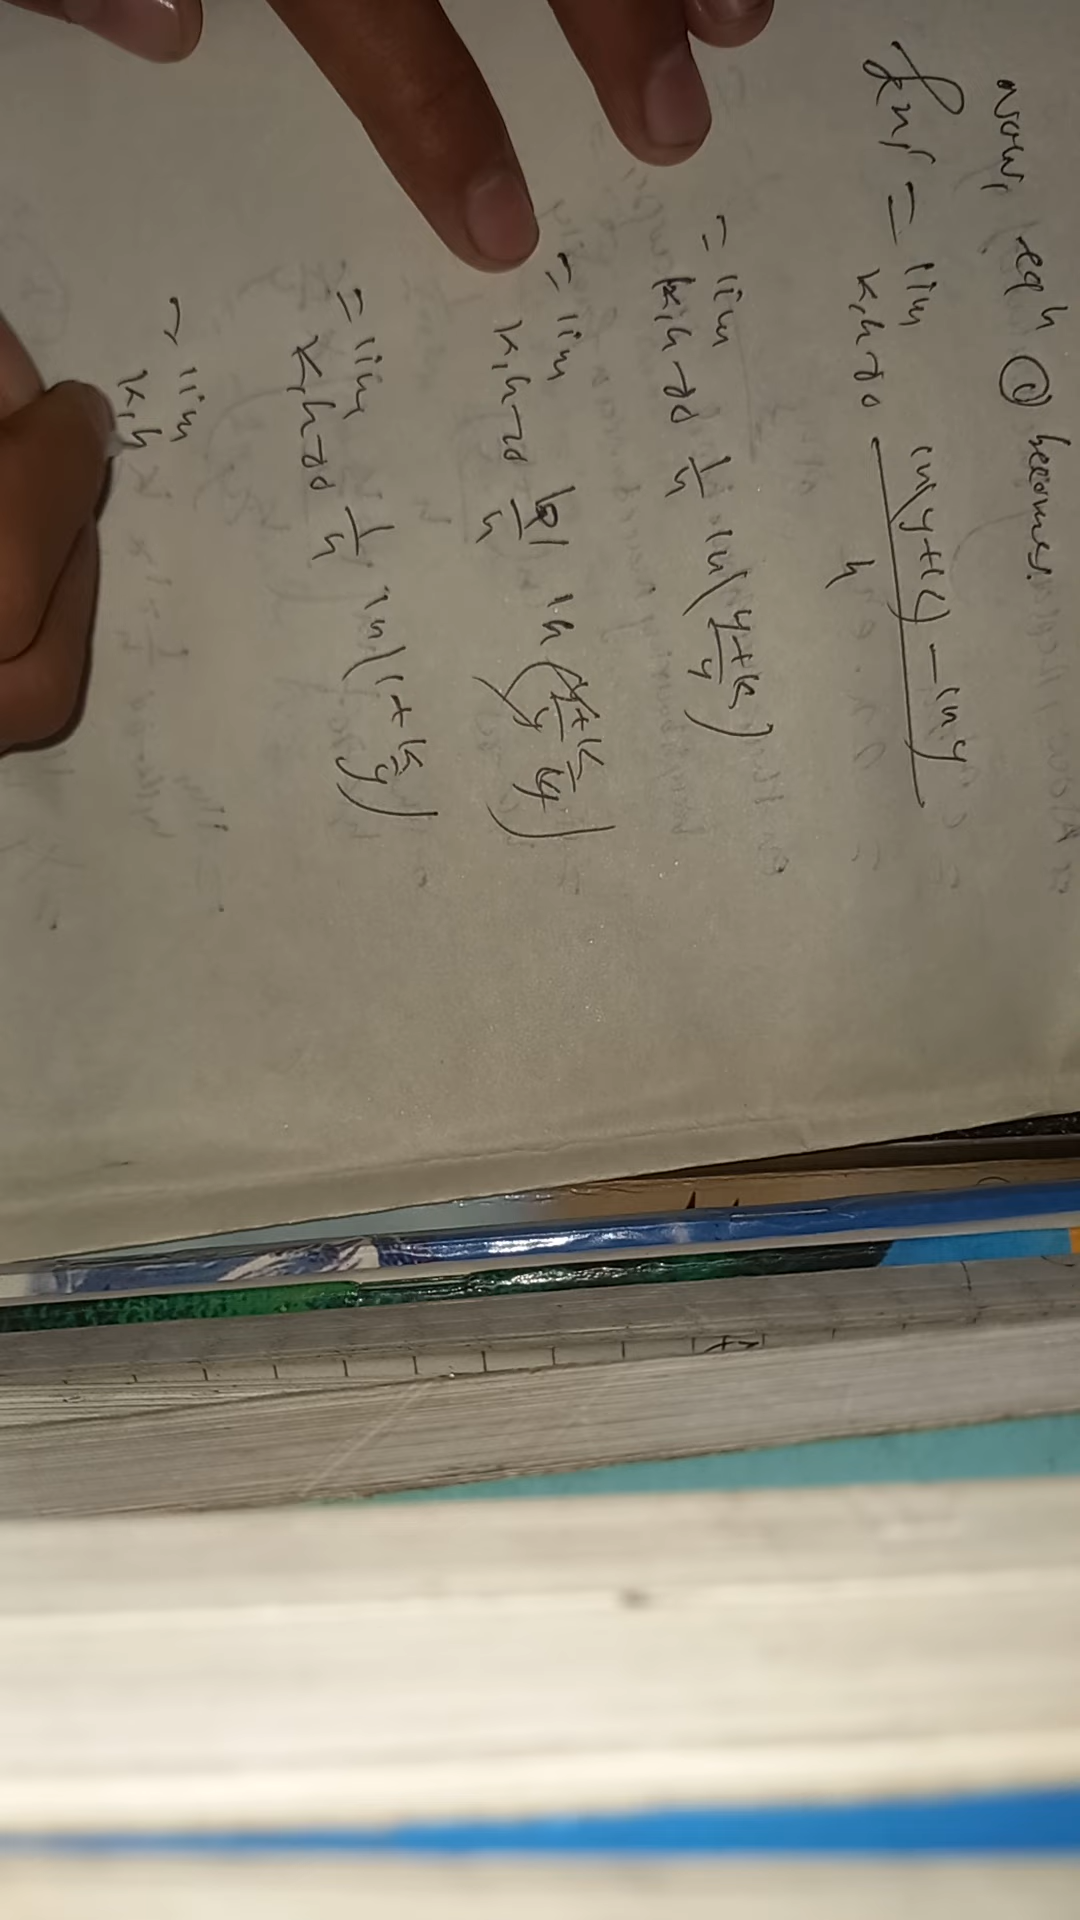 Now, eqn @ becomes.
f(x)' = lim k,h→0 ln(y+k) - ln y / h
= lim k,h→0 1/h ln(y+k/y)
= lim k,h→0 1/h ln(y/y + k/y)
= lim k,h→0 1/h ln(1+k/y)
= lim k,h